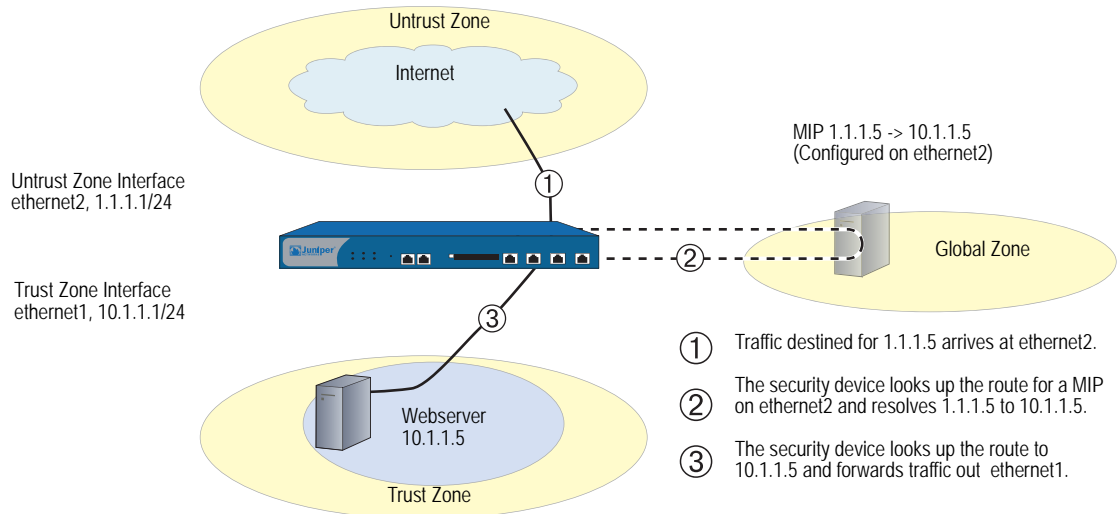 Untrust Zone
Internet
MIP 1.1.1.5 -> 10.1.1.5
(Configured on ethernet2)
Untrust Zone Interface
ethernet2, 1.1.1.1/24
1
Juniper
Global Zone
2
Trust Zone Interface
ethernet1, 10.1.1.1/24
3
Webserver
10.1.1.5
Trust Zone
1 Traffic destined for 1.1.1.5 arrives at ethernet2.
2 The security device looks up the route for a MIP
on ethernet2 and resolves 1.1.1.5 to 10.1.1.5.
3 The security device looks up the route to
10.1.1.5 and forwards traffic out ethernet1.